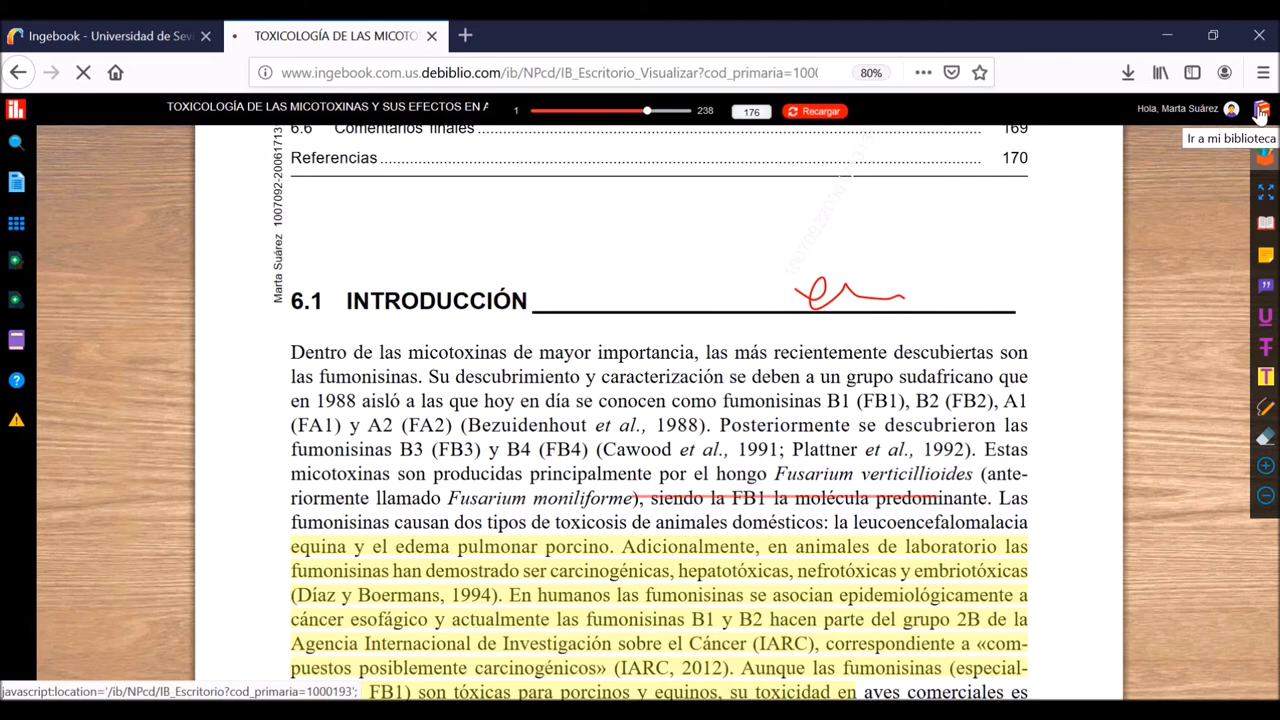 Ingebook - Universidad de Sevi
TOXICOLOGÍA DE LAS MICOTO
www.ingebook.com.us.debiblio.com/ib/NPcd/IB_Escritorio_Visualizar?cod_primaria=1000
80%
TOXICOLOGÍA DE LAS MICOTOXINAS Y SUS EFECTOS EN A
1
238
176
Recargar
Hola, Marta Suárez
Ir a mi biblioteca
6.6 Comentarios finales 169
Referencias 170
Marta Suárez 1007092-20061713
6.1 INTRODUCCIÓN
Dentro de las micotoxinas de mayor importancia, las más recientemente descubiertas son
las fumonisinas. Su descubrimiento y caracterización se deben a un grupo sudafricano que
en 1988 aisló a las que hoy en día se conocen como fumonisinas B1 (FB1), B2 (FB2), A1
(FA1) y A2 (FA2) (Bezuidenhout et al., 1988). Posteriormente se descubrieron las
fumonisinas B3 (FB3) y B4 (FB4) (Cawood et al., 1991; Plattner et al., 1992). Estas
micotoxinas son producidas principalmente por el hongo Fusarium verticillioides (ante-
riormente llamado Fusarium moniliforme), siendo la FB1 la molécula predominante. Las
fumonisinas causan dos tipos de toxicosis de animales domésticos: la leucoencefalomalacia
equina y el edema pulmonar porcino. Adicionalmente, en animales de laboratorio las
fumonisinas han demostrado ser carcinogénicas, hepatotóxicas, nefrotóxicas y embriotóxicas
(Díaz y Boermans, 1994). En humanos las fumonisinas se asocian epidemiológicamente a
cáncer esofágico y actualmente las fumonisinas B1 y B2 hacen parte del grupo 2B de la
Agencia Internacional de Investigación sobre el Cáncer (IARC), correspondiente a «com-
puestos posiblemente carcinogénicos» (IARC, 2012). Aunque las fumonisinas (especial-
FB1) son tóxicas para porcinos y equinos, su toxicidad en aves comerciales es
javascript:location='/ib/NPcd/IB_Escritorio?cod_primaria=1000193';